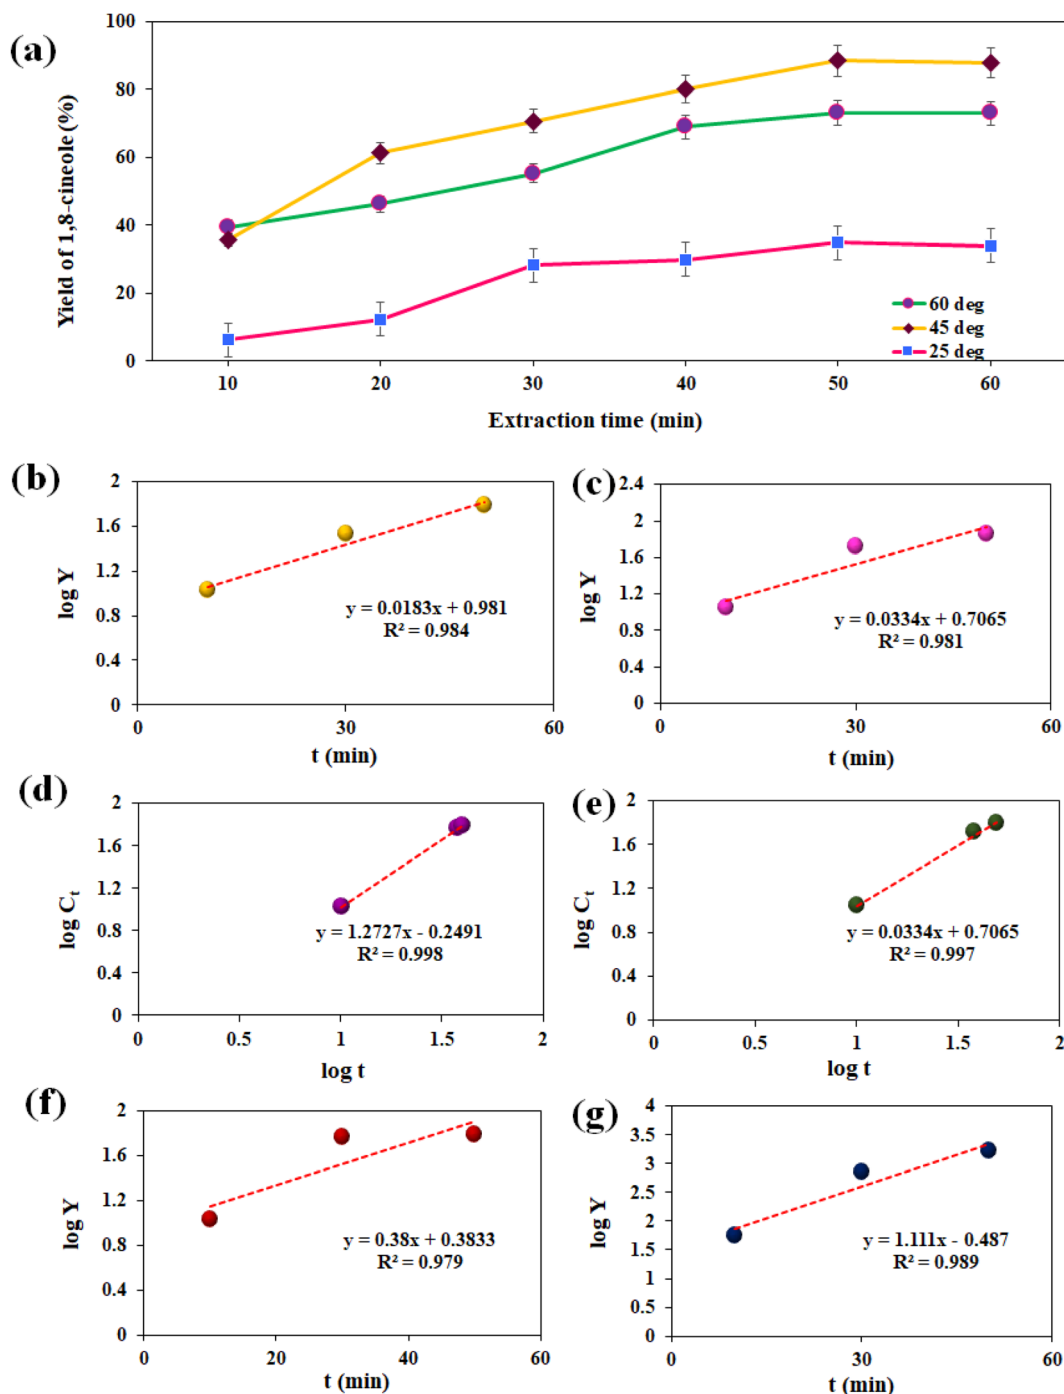 (a)
Yield of 1,8-cineole (%)
100
80
60
40
20
0
10 20 30 40 50 60
Extraction time (min)
60 deg
45 deg
25 deg
(b)
log Y
2
1.6
1.2
0.8
0.4
0
0 30 60
t (min)
y = 0.0183x + 0.981
R² = 0.984
(c)
log Y
2.4
2
1.6
1.2
0.8
0.4
0
0 30 60
t (min)
y = 0.0334x + 0.7065
R² = 0.981
(d)
log Ct
2
1.6
1.2
0.8
0.4
0
0 0.5 1 1.5 2
log t
y = 1.2727x - 0.2491
R² = 0.998
(e)
log Ct
2
1.6
1.2
0.8
0.4
0
0 0.5 1 1.5 2
log t
y = 0.0334x + 0.7065
R² = 0.997
(f)
log Y
2
1.6
1.2
0.8
0.4
0
0 20 40 60
t (min)
y = 0.38x + 0.3833
R² = 0.979
(g)
log Y
4
3.5
3
2.5
2
1.5
1
0.5
0
0 30 60
t (min)
y = 1.111x - 0.487
R² = 0.989